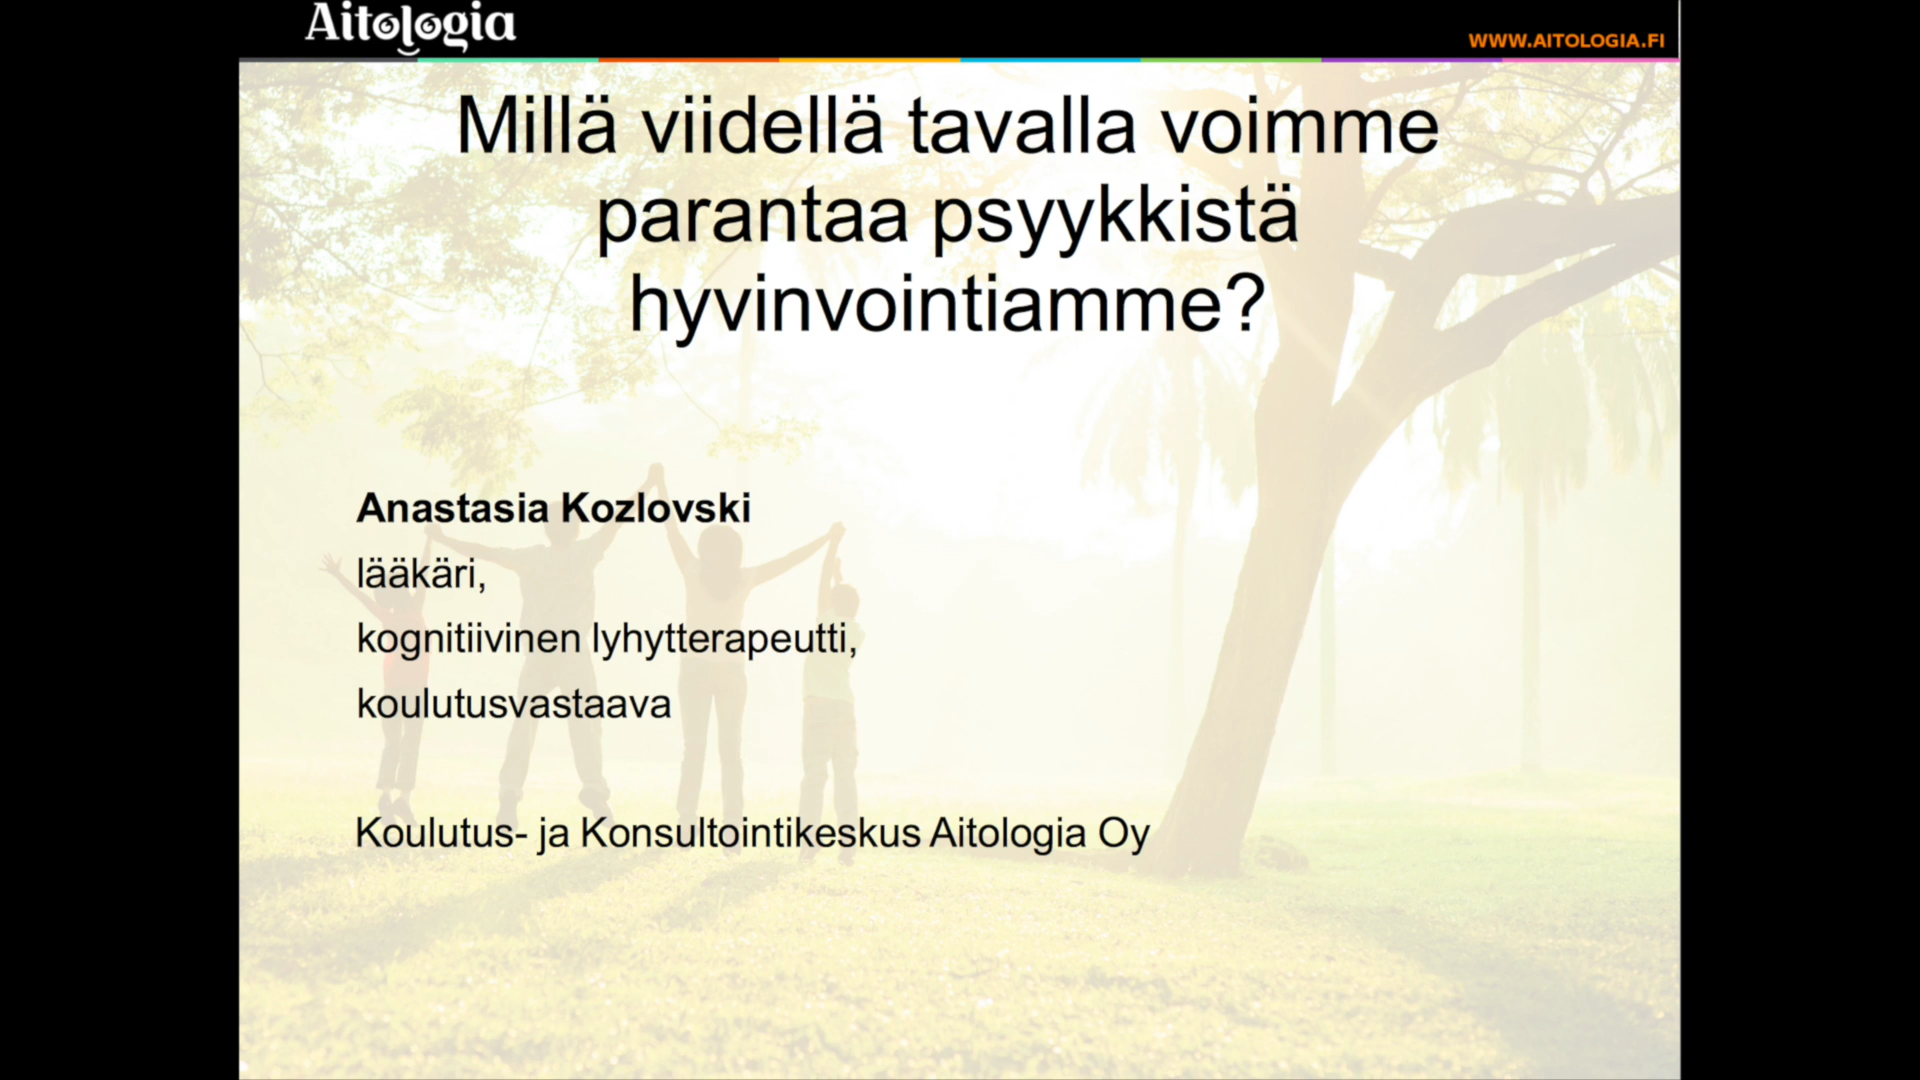 Aitologia
WWW.AITOLOGIA.FI
Millä viidellä tavalla voimme
parantaa psyykkistä
hyvinvointiamme?
Anastasia Kozlovski
lääkäri,
kognitiivinen lyhytterapeutti,
koulutusvastaava
Koulutus- ja Konsultointikeskus Aitologia Oy